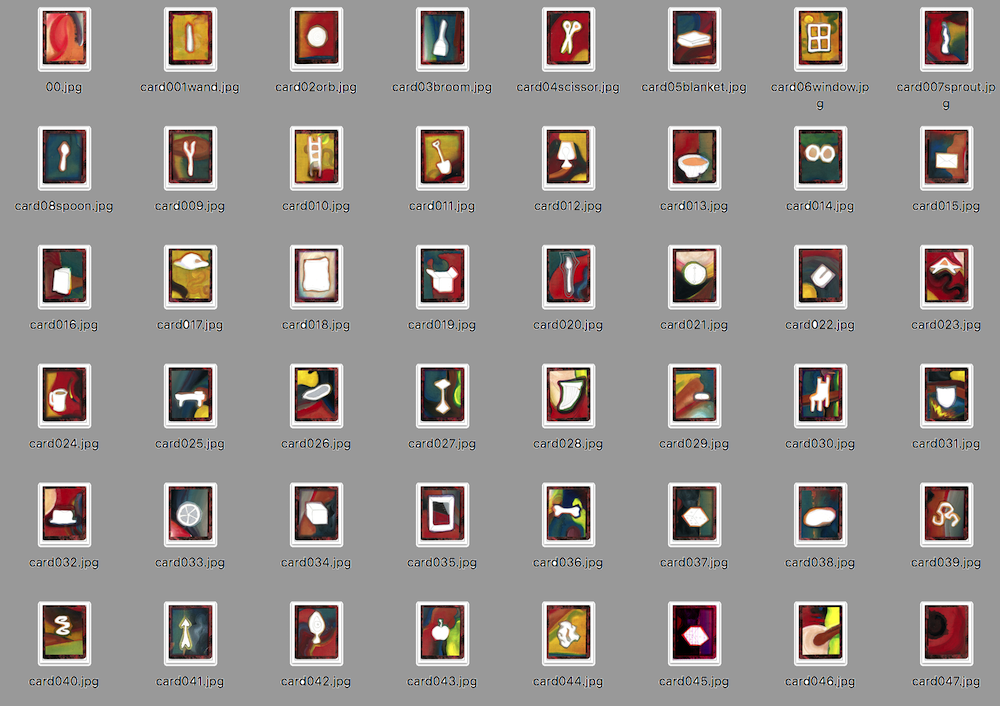 00.jpg
card001wand.jpg
card02orb.jpg
card03broom.jpg
card04scissor.jpg
card05blanket.jpg
card06window.jp
g
card007sprout.jp
g
card08spoon.jpg
card009.jpg
card010.jpg
card011.jpg
card012.jpg
card013.jpg
card014.jpg
card015.jpg
card016.jpg
card017.jpg
card018.jpg
card019.jpg
card020.jpg
card021.jpg
card022.jpg
card023.jpg
card024.jpg
card025.jpg
card026.jpg
card027.jpg
card028.jpg
card029.jpg
card030.jpg
card031.jpg
card032.jpg
card033.jpg
card034.jpg
card035.jpg
card036.jpg
card037.jpg
card038.jpg
card039.jpg
card040.jpg
card041.jpg
card042.jpg
card043.jpg
card044.jpg
card045.jpg
card046.jpg
card047.jpg